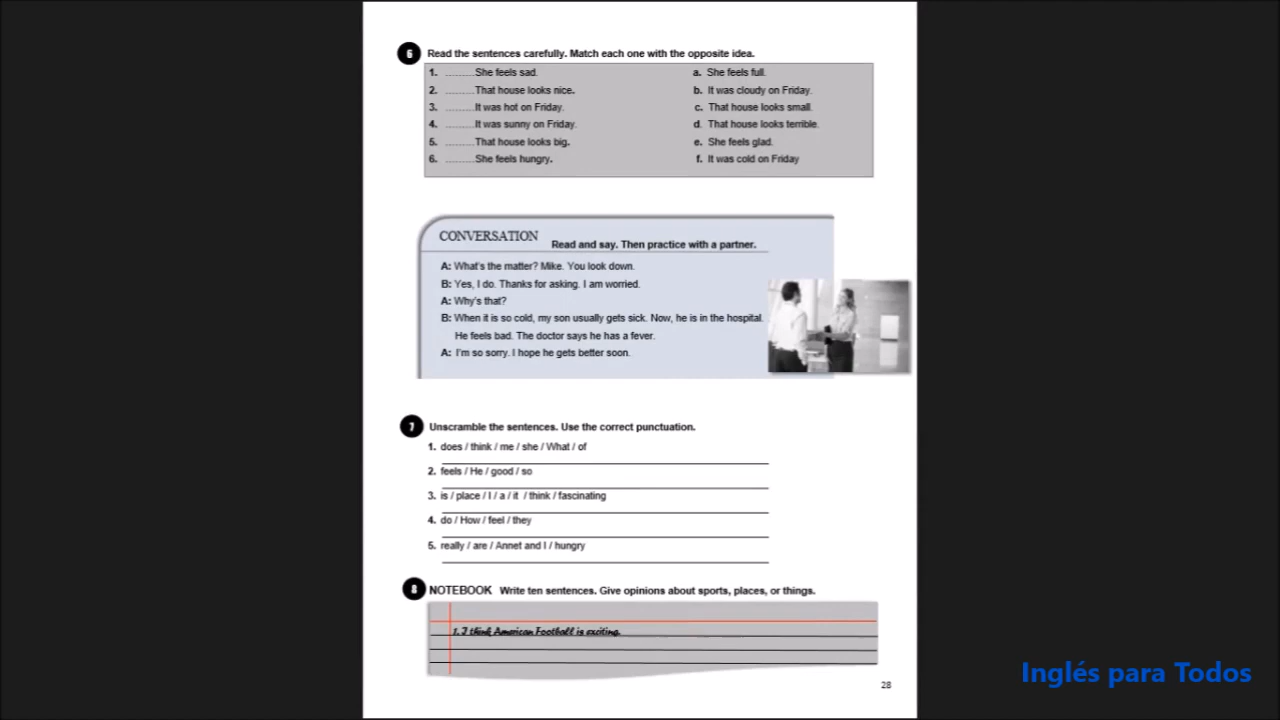 6 Read the sentences carefully. Match each one with the opposite idea.
1. ..........She feels sad. a. She feels full.
2. ..........That house looks nice. b. It was cloudy on Friday.
3. ..........It was hot on Friday. c. That house looks small.
4. ..........It was sunny on Friday. d. That house looks terrible.
5. ..........That house looks big. e. She feels glad.
6. ..........She feels hungry. f. It was cold on Friday
CONVERSATION Read and say. Then practice with a partner.
A: What's the matter? Mike. You look down.
B: Yes, I do. Thanks for asking. I am worried.
A: Why's that?
B: When it is so cold, my son usually gets sick. Now, he is in the hospital.
He feels bad. The doctor says he has a fever.
A: I'm so sorry. I hope he gets better soon.
7 Unscramble the sentences. Use the correct punctuation.
1. does / think / me / she / What / of
2. feels / He / good / so
3. is / place / I / a / it / think / fascinating
4. do / How / feel / they
5. really / are / Annet and I / hungry
8 NOTEBOOK Write ten sentences. Give opinions about sports, places, or things.
1. I think American Football is exciting.
28
Inglés para Todos